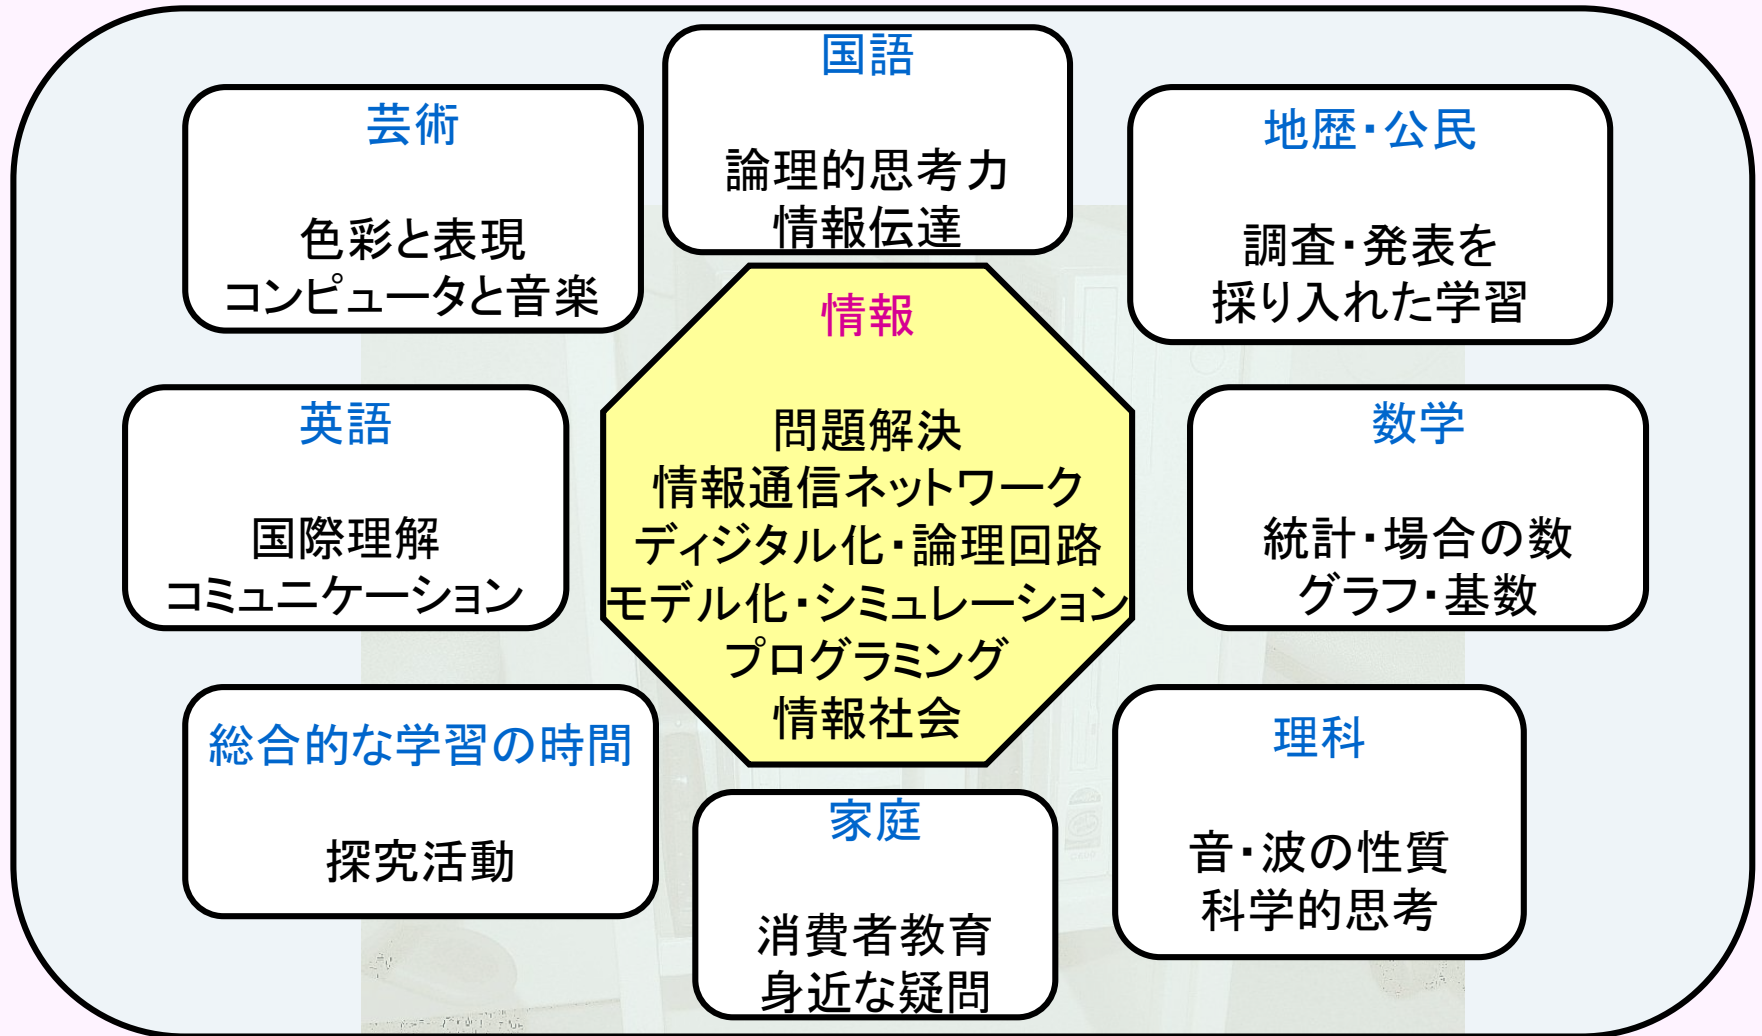 国語
論理的思考力
情報伝達
芸術
色彩と表現
コンピュータと音楽
地歴・公民
調査・発表を
採り入れた学習
情報
問題解決
情報通信ネットワーク
ディジタル化・論理回路
モデル化・シミュレーション
プログラミング
情報社会
英語
国際理解
コミュニケーション
数学
統計・場合の数
グラフ・基数
総合的な学習の時間
探究活動
家庭
消費者教育
身近な疑問
理科
音・波の性質
科学的思考